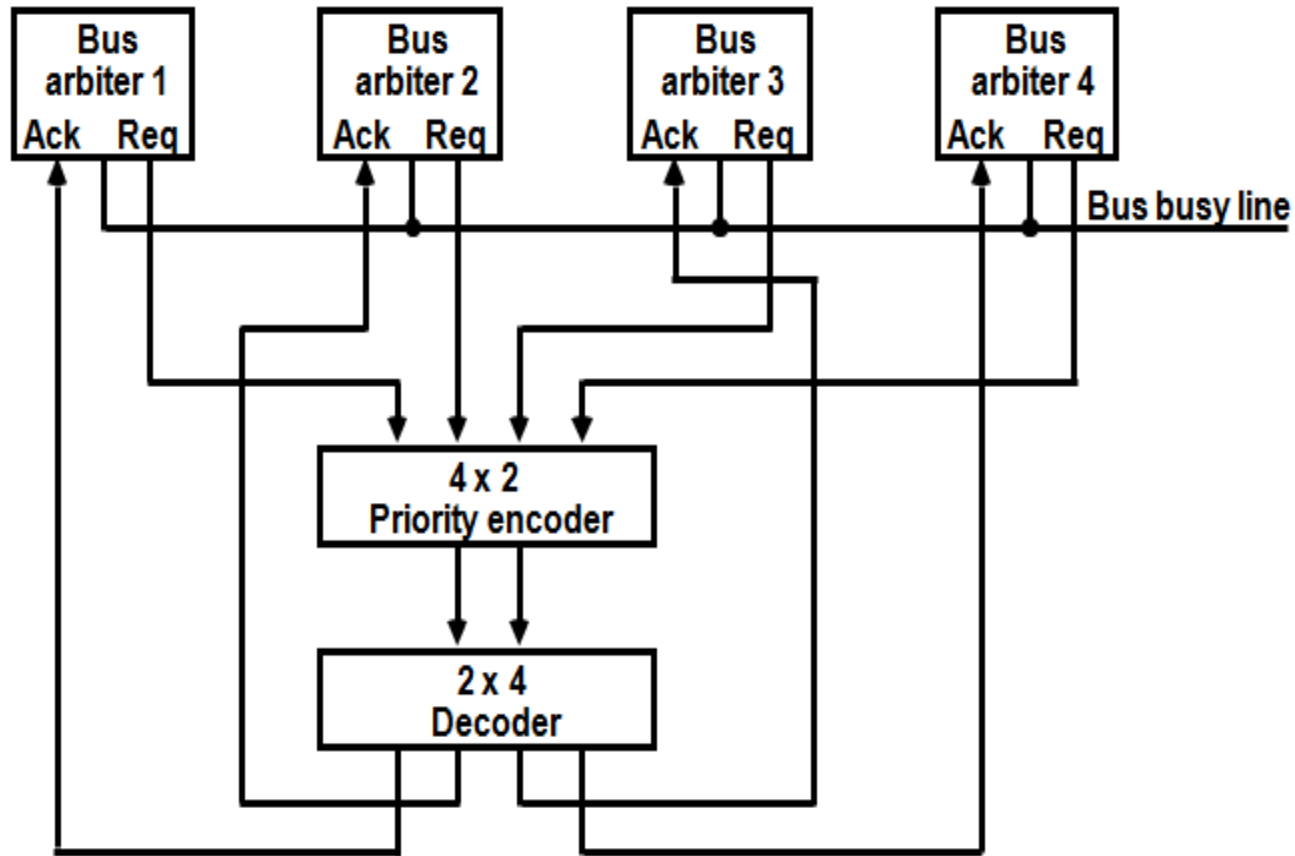 Bus
arbiter 1
Ack Req
Bus
arbiter 2
Ack Req
Bus
arbiter 3
Ack Req
Bus
arbiter 4
Ack Req
Bus busy line
4 x 2
Priority encoder
2 x 4
Decoder